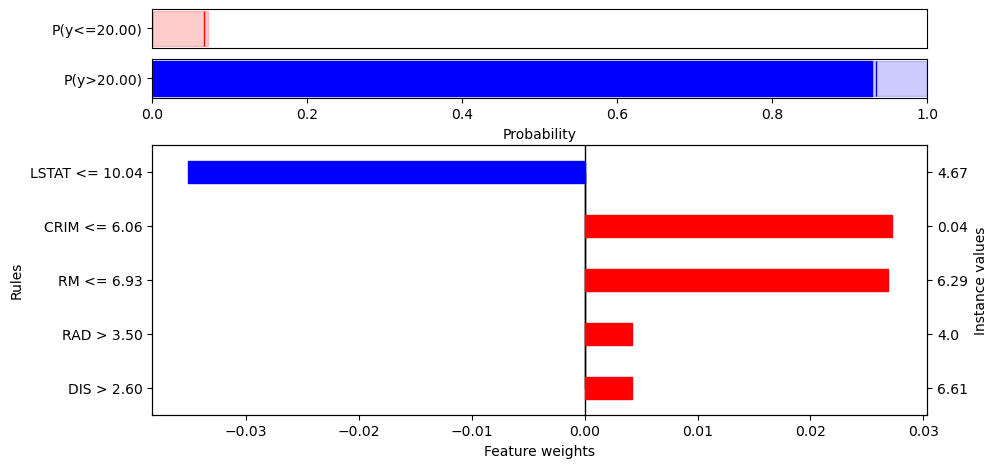 P(y<=20.00)
P(y>20.00)
0.0 0.2 0.4 0.6 0.8 1.0
Probability
LSTAT <= 10.04 4.67
CRIM <= 6.06 0.04
RM <= 6.93 6.29
RAD > 3.50 4.0
DIS > 2.60 6.61
Rules
Instance values
−0.03 −0.02 −0.01 0.00 0.01 0.02 0.03
Feature weights